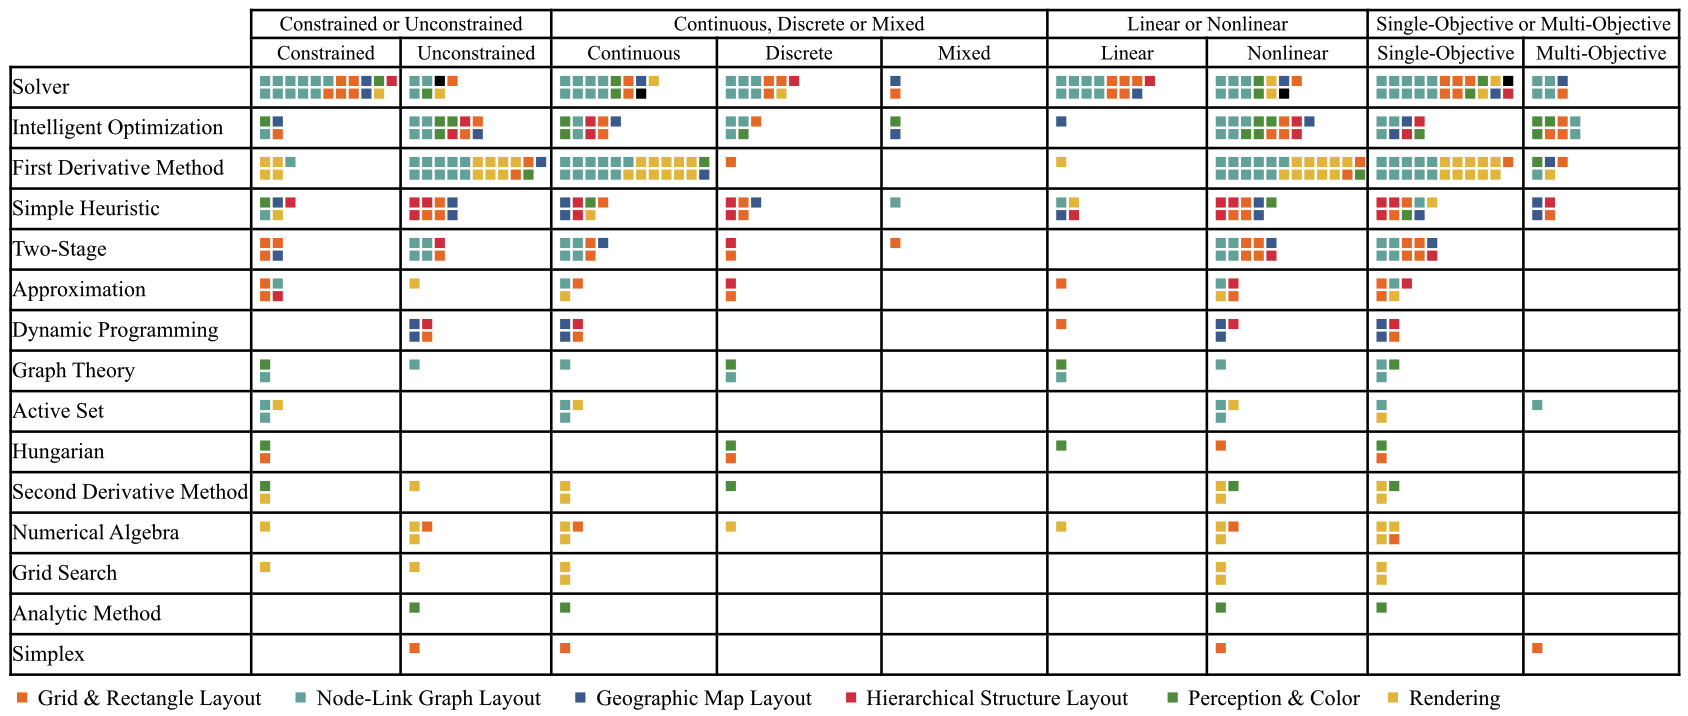 Constrained or Unconstrained Continuous, Discrete or Mixed Linear or Nonlinear Single-Objective or Multi-Objective
Constrained Unconstrained Continuous Discrete Mixed Linear Nonlinear Single-Objective Multi-Objective
Solver
Intelligent Optimization
First Derivative Method
Simple Heuristic
Two-Stage
Approximation
Dynamic Programming
Graph Theory
Active Set
Hungarian
Second Derivative Method
Numerical Algebra
Grid Search
Analytic Method
Simplex
Grid & Rectangle Layout Node-Link Graph Layout Geographic Map Layout Hierarchical Structure Layout Perception & Color Rendering